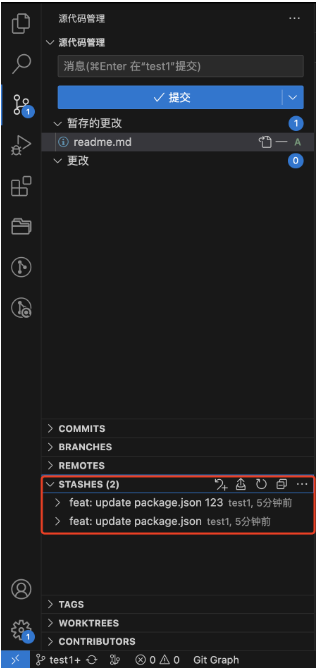 源代码管理
源代码管理
消息(⌘Enter 在“test1”提交)
提交
暂存的更改 1
readme.md A
更改 0
1
COMMITS
BRANCHES
REMOTES
STASHES (2)
feat: update package.json 123 test1, 5分钟前
feat: update package.json test1, 5分钟前
TAGS
WORKTREES
1
CONTRIBUTORS
test1+ 0 0 Git Graph